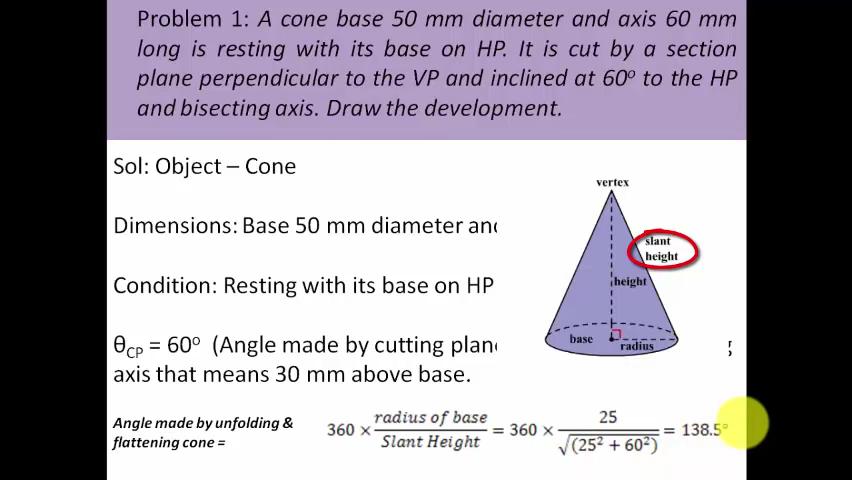 Problem 1: A cone base 50 mm diameter and axis 60 mm
long is resting with its base on HP. It is cut by a section
plane perpendicular to the VP and inclined at 60° to the HP
and bisecting axis. Draw the development.
Sol: Object – Cone
Dimensions: Base 50 mm diameter and
Condition: Resting with its base on HP
θCP = 60° (Angle made by cutting plane g
axis that means 30 mm above base.
vertex
slant
height
height
base
radius
Angle made by unfolding &
flattening cone =
360 × radius of base / Slant Height = 360 × 25 / √(25² + 60²) = 138.5°